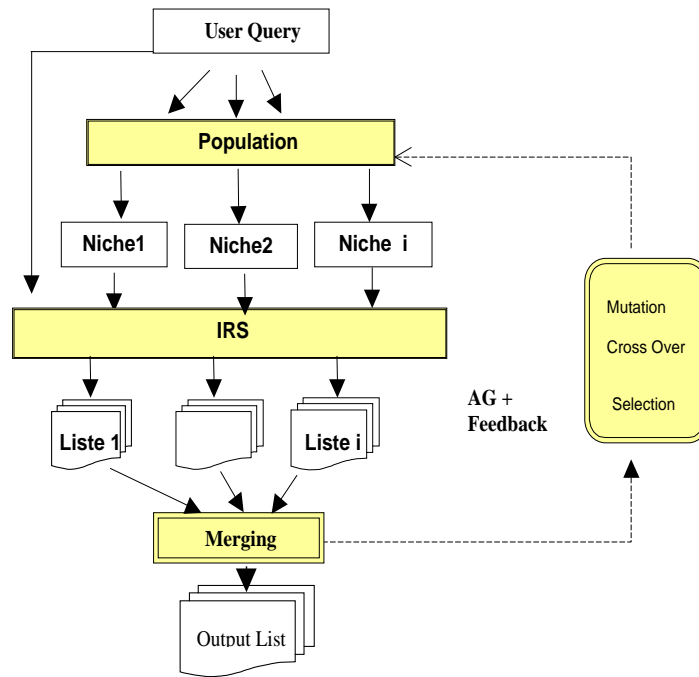 User Query
Population
Niche1
Niche2
Niche i
IRS
Mutation
Cross Over
Selection
AG +
Feedback
Liste 1
Liste i
Merging
Output List